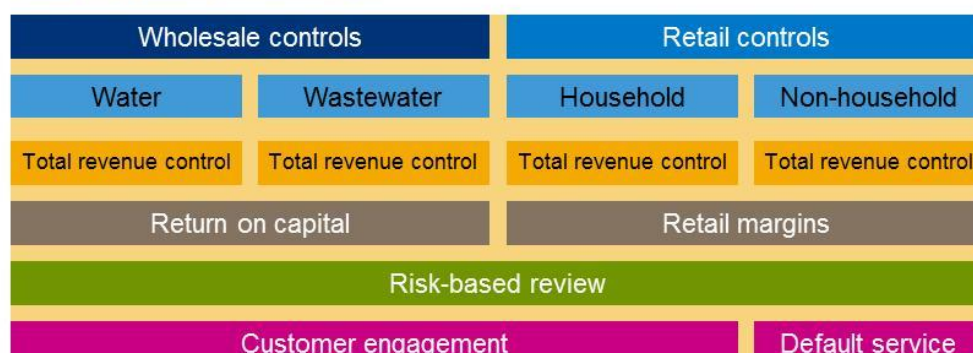 Wholesale controls Retail controls
Water Wastewater Household Non-household
Total revenue control Total revenue control Total revenue control Total revenue control
Return on capital Retail margins
Risk-based review
Customer engagement Default service